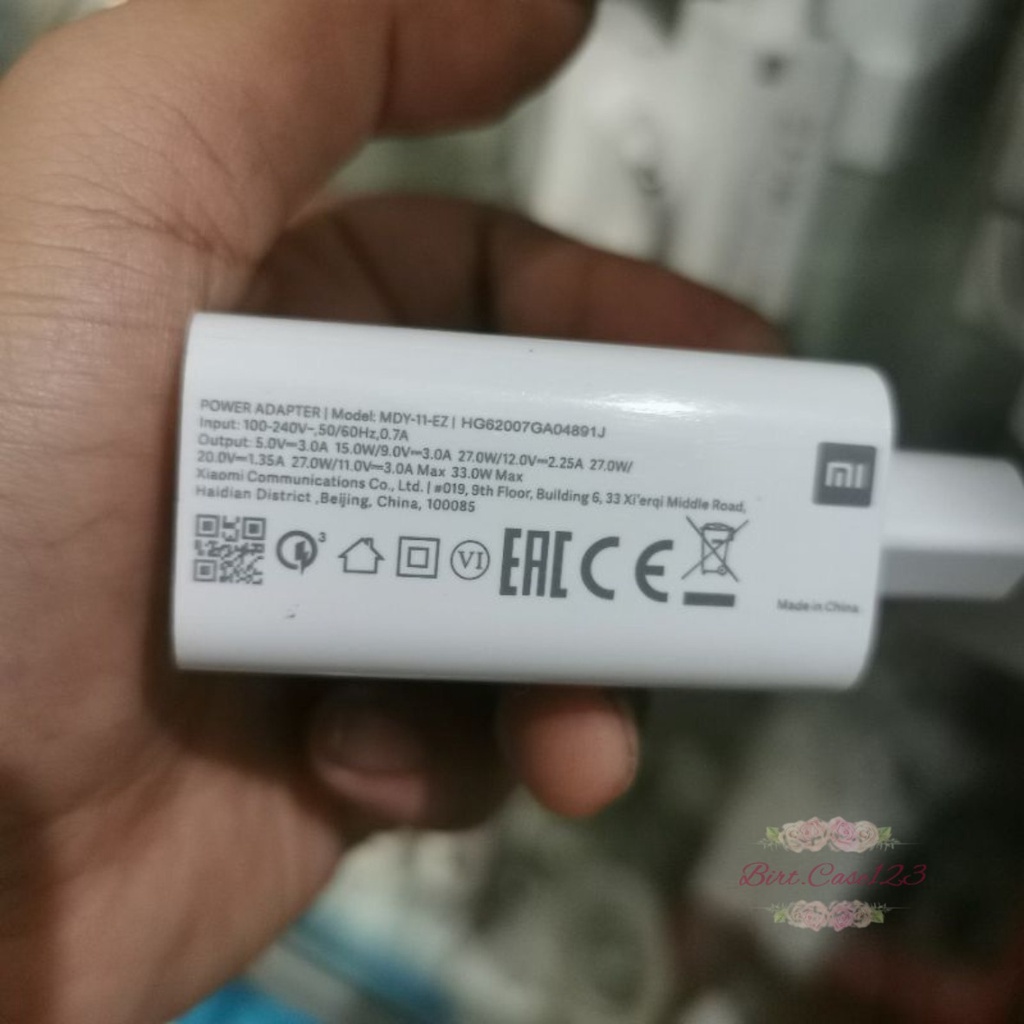 POWER ADAPTER | Model: MDY-11-EZ | HG62007GA04891J
Input: 100-240V~,50/60Hz,0.7A
Output: 5.0V⎓3.0A 15.0W/9.0V⎓3.0A 27.0W/12.0V⎓2.25A 27.0W/
20.0V⎓1.35A 27.0W/11.0V⎓3.0A Max 33.0W Max
Xiaomi Communications Co., Ltd. | #019, 9th Floor, Building 6, 33 Xi'erqi Middle Road,
Haidian District ,Beijing, China, 100085
mi
3
VI
EAC CE
Made in China
Birt.Case123